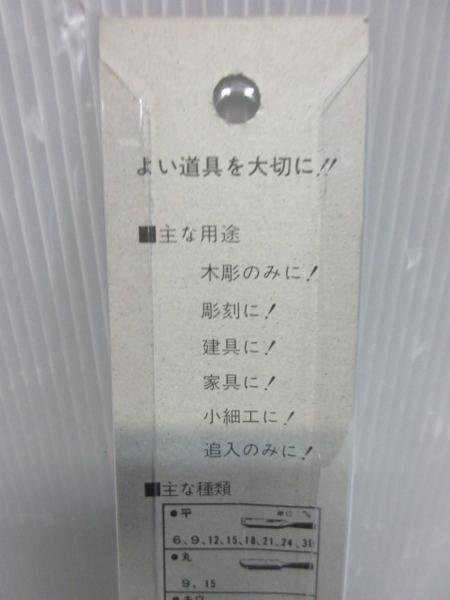 よい道具を大切に!!
■主な用途
木彫のみに!
彫刻に!
建具に!
家具に!
小細工に!
追入のみに!
■主な種類
●平 単位:%
6,9,12,15,18,21,24,30
●丸
9,15